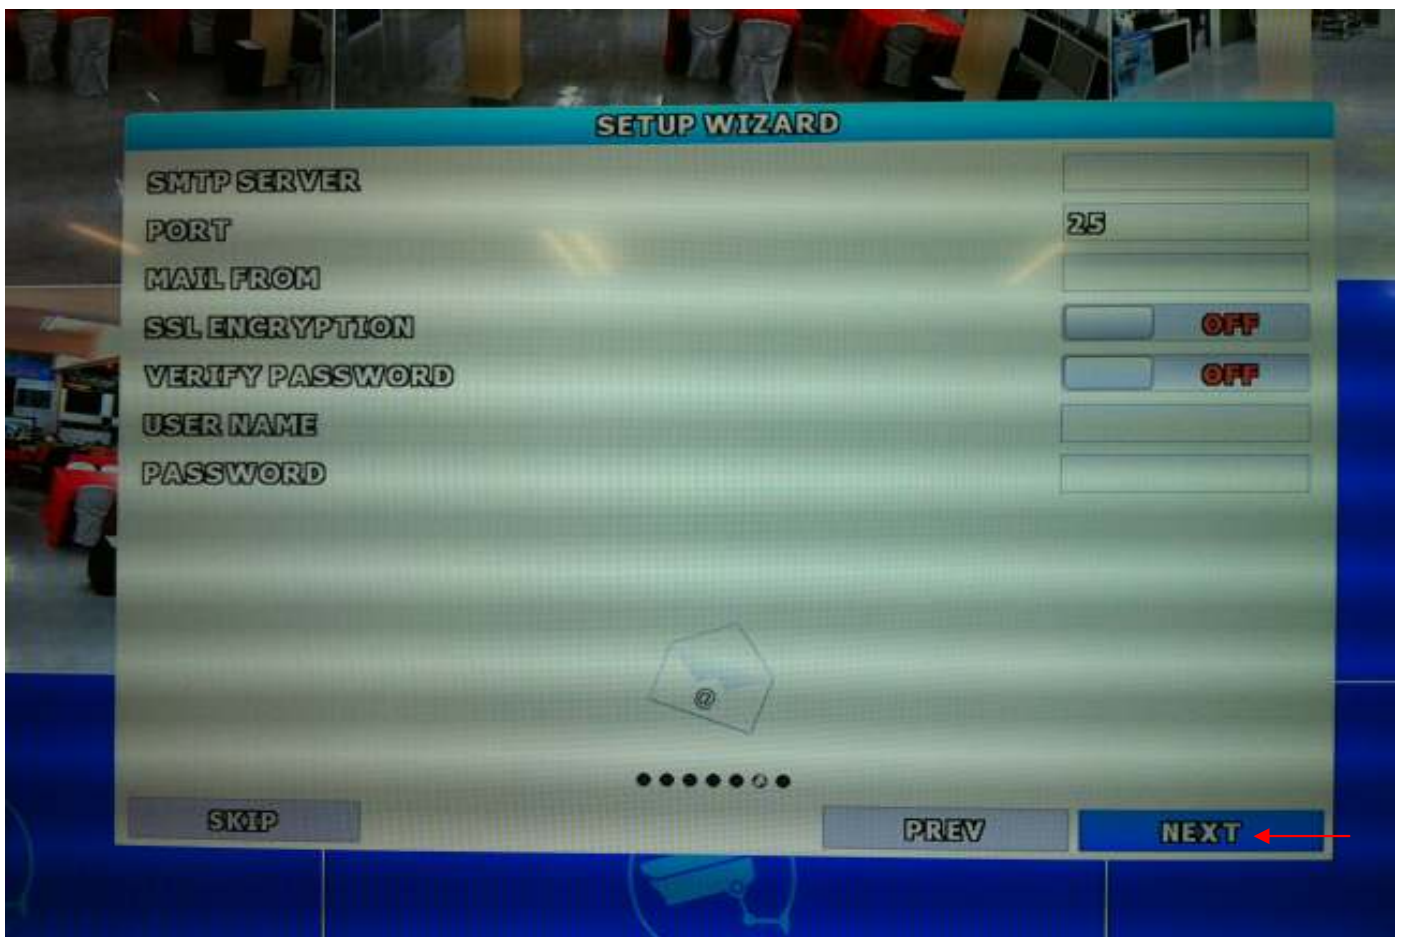 SETUP WIZARD
SMTP SERVER
PORT 25
MAIL FROM
SSL ENCRYPTION OFF
VERIFY PASSWORD OFF
USER NAME
PASSWORD
@
SKIP PREV NEXT